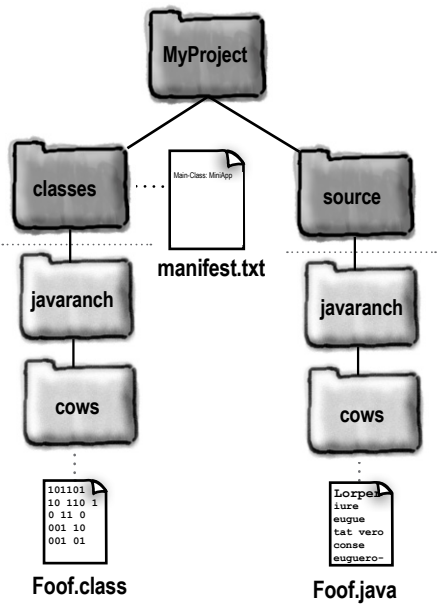 MyProject
classes
Main-Class: MiniApp
manifest.txt
source
javaranch
cows
101101
10 110 1
0 11 0
001 10
001 01
Foof.class
javaranch
cows
Lorper
iure
eugue
tat vero
conse
euguero-
Foof.java